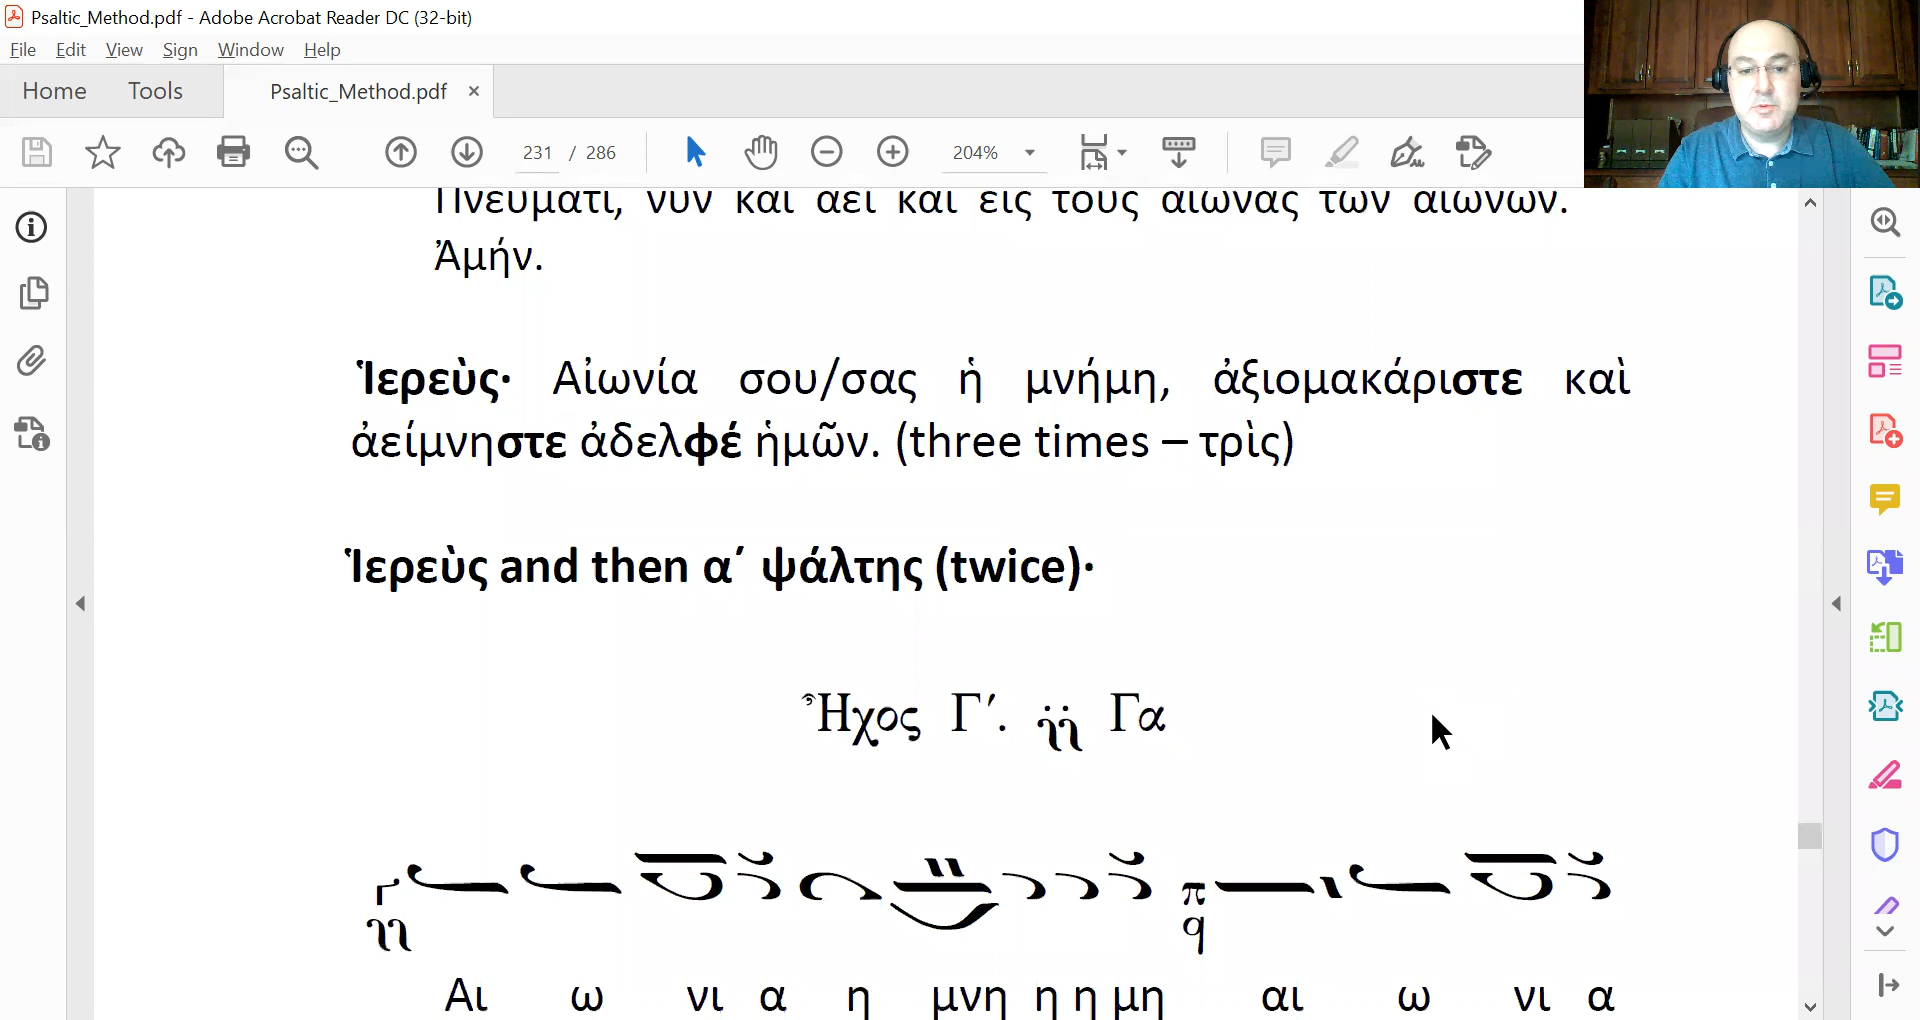 Psaltic_Method.pdf - Adobe Acrobat Reader DC (32-bit)
File Edit View Sign Window Help
Home Tools Psaltic_Method.pdf ×
231 / 286 204%
Πνεύματι, νῦν καὶ ἀεὶ καὶ εἰς τοὺς αἰῶνας τῶν αἰώνων.
Ἀμήν.
Ἱερεὺς· Αἰωνία σου/σας ἡ μνήμη, ἀξιομακάριστε καὶ
ἀείμνηστε ἀδελφέ ἡμῶν. (three times – τρὶς)
Ἱερεὺς and then α΄ ψάλτης (twice)·
Ἦχος Γ΄. Γα
Αι ω νι α η μνη η η μη αι ω νι α